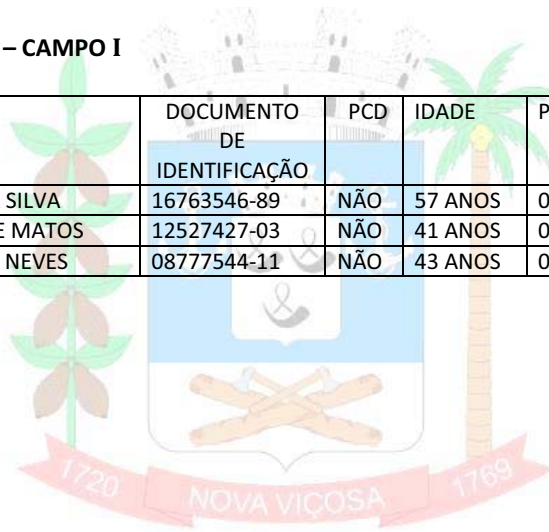 – CAMPO I
DOCUMENTO DE IDENTIFICAÇÃO PCD IDADE P
SILVA 16763546-89 NÃO 57 ANOS 0
E MATOS 12527427-03 NÃO 41 ANOS 0
NEVES 08777544-11 NÃO 43 ANOS 0
1720 NOVA VIÇOSA 1769